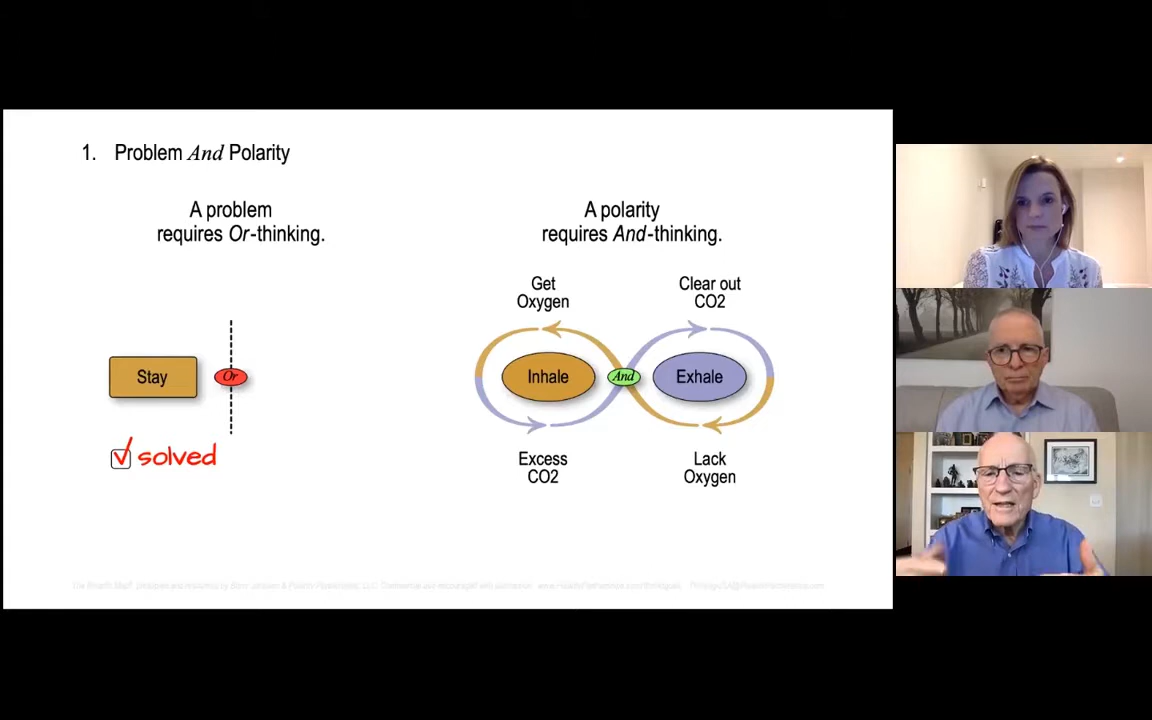 1. Problem And Polarity
A problem
requires Or-thinking.
Stay
Or
solved
A polarity
requires And-thinking.
Get
Oxygen
Clear out
CO2
Inhale
And
Exhale
Excess
CO2
Lack
Oxygen